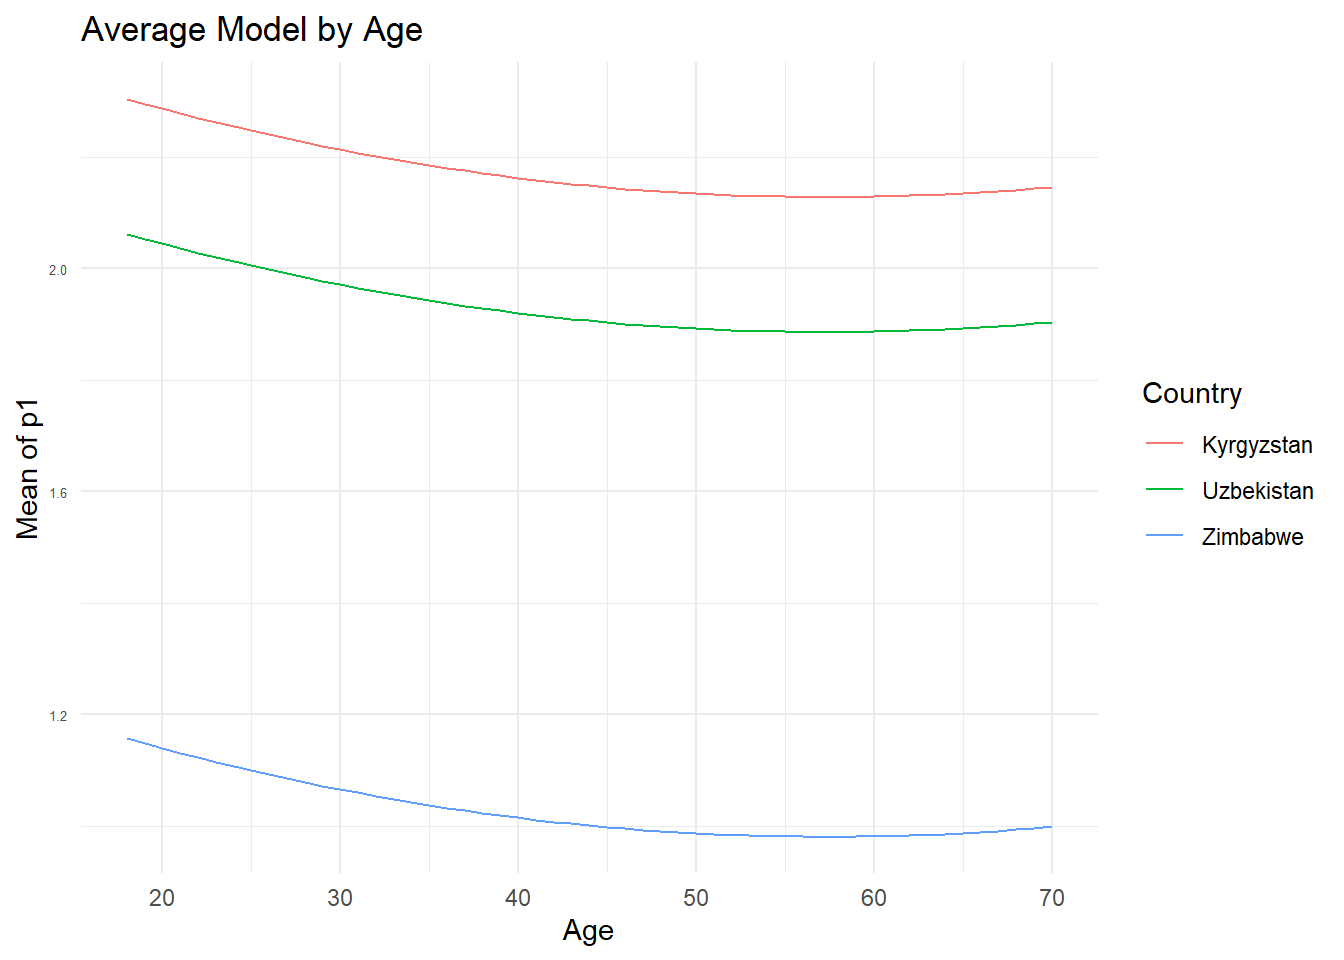 Average Model by Age
Mean of p1
2.0
1.6
1.2
20 30 40 50 60 70
Age
Country
Kyrgyzstan
Uzbekistan
Zimbabwe